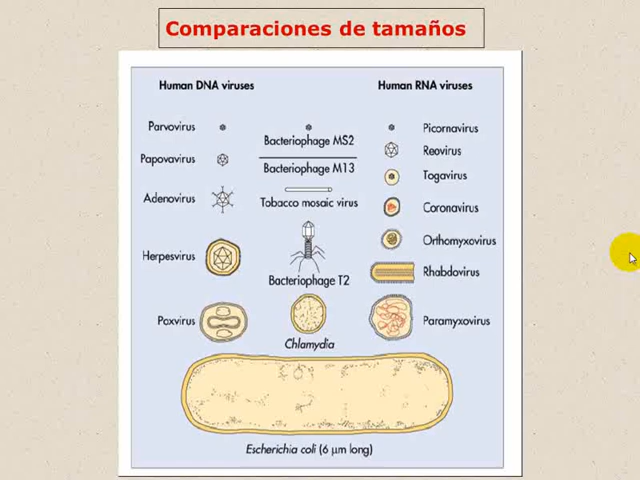 Comparaciones de tamaños
Human DNA viruses
Human RNA viruses
Parvovirus
Bacteriophage MS2
Picornavirus
Papovavirus
Bacteriophage M13
Reovirus
Togavirus
Adenovirus
Tobacco mosaic virus
Coronavirus
Orthomyxovirus
Herpesvirus
Bacteriophage T2
Rhabdovirus
Poxvirus
Chlamydia
Paramyxovirus
Escherichia coli (6 µm long)